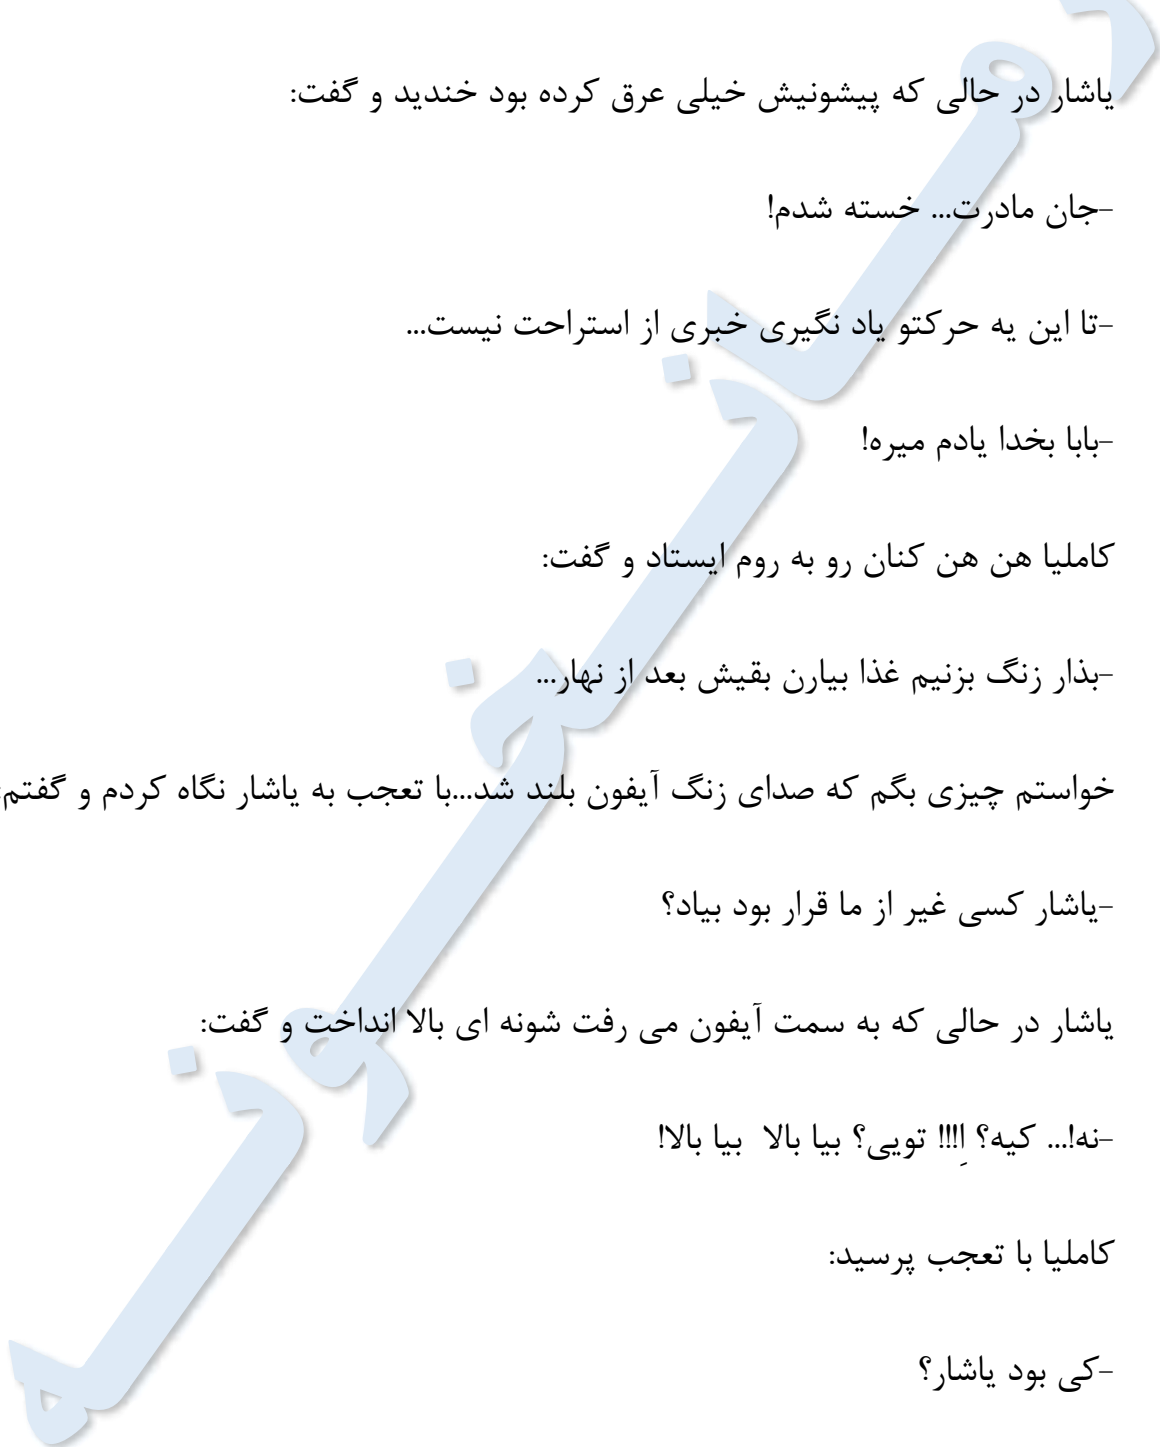 یاشار در حالی که پیشونیش خیلی عرق کرده بود خندید و گفت:
-جان مادرت... خسته شدم!
-تا این یه حرکتو یاد نگیری خبری از استراحت نیست...
-بابا بخدا یادم میره!
کاملیا هن هن کنان رو به روم ایستاد و گفت:
-بذار زنگ بزنیم غذا بیارن بقیش بعد از نهار...
خواستم چیزی بگم که صدای زنگ آیفون بلند شد...با تعجب به یاشار نگاه کردم و گفتم:
-یاشار کسی غیر از ما قرار بود بیاد؟
یاشار در حالی که به سمت آیفون می رفت شونه ای بالا انداخت و گفت:
-نه!... کیه؟ اِ!!!! تویی؟ بیا بالا  بیا بالا!
کاملیا با تعجب پرسید:
-کی بود یاشار؟
رمـــانـــخـــونـــه